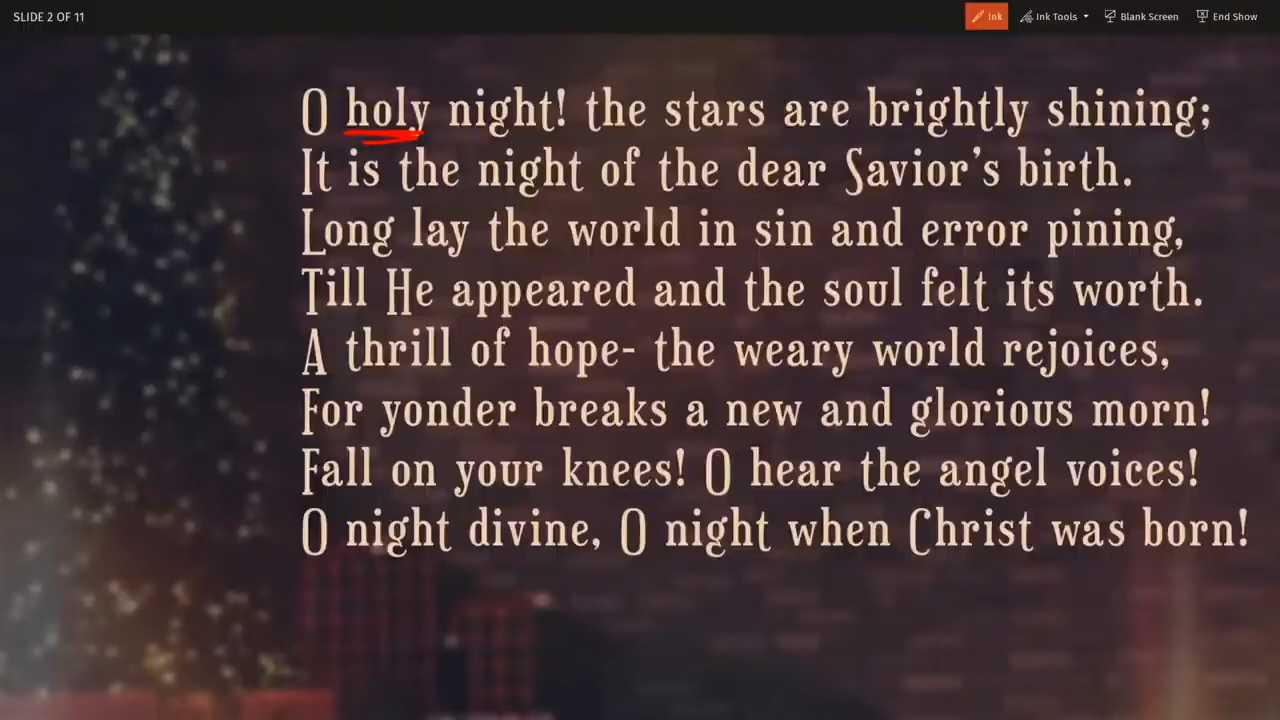 SLIDE 2 OF 11
Ink
Ink Tools
Blank Screen
End Show
O holy night! the stars are brightly shining;
It is the night of the dear Savior's birth.
Long lay the world in sin and error pining,
Till He appeared and the soul felt its worth.
A thrill of hope- the weary world rejoices,
For yonder breaks a new and glorious morn!
Fall on your knees! O hear the angel voices!
O night divine, O night when Christ was born!